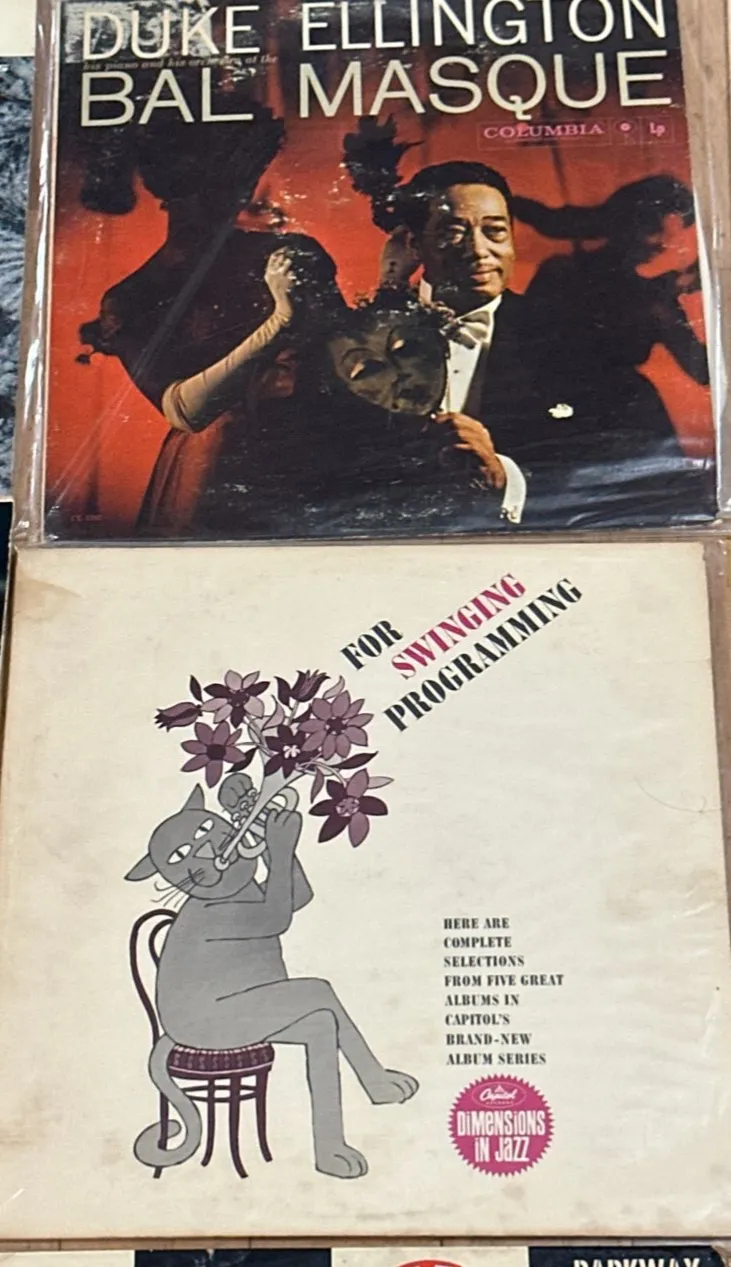 DUKE ELLINGTON
his piano and his orchestra at the
BAL MASQUE
COLUMBIA Lp
FOR
SWINGING
PROGRAMMING
HERE ARE
COMPLETE
SELECTIONS
FROM FIVE GREAT
ALBUMS IN
CAPITOL'S
BRAND-NEW
ALBUM SERIES
Capitol
RECORDS
DIMENSIONS
IN JAZZ
PARKWAY